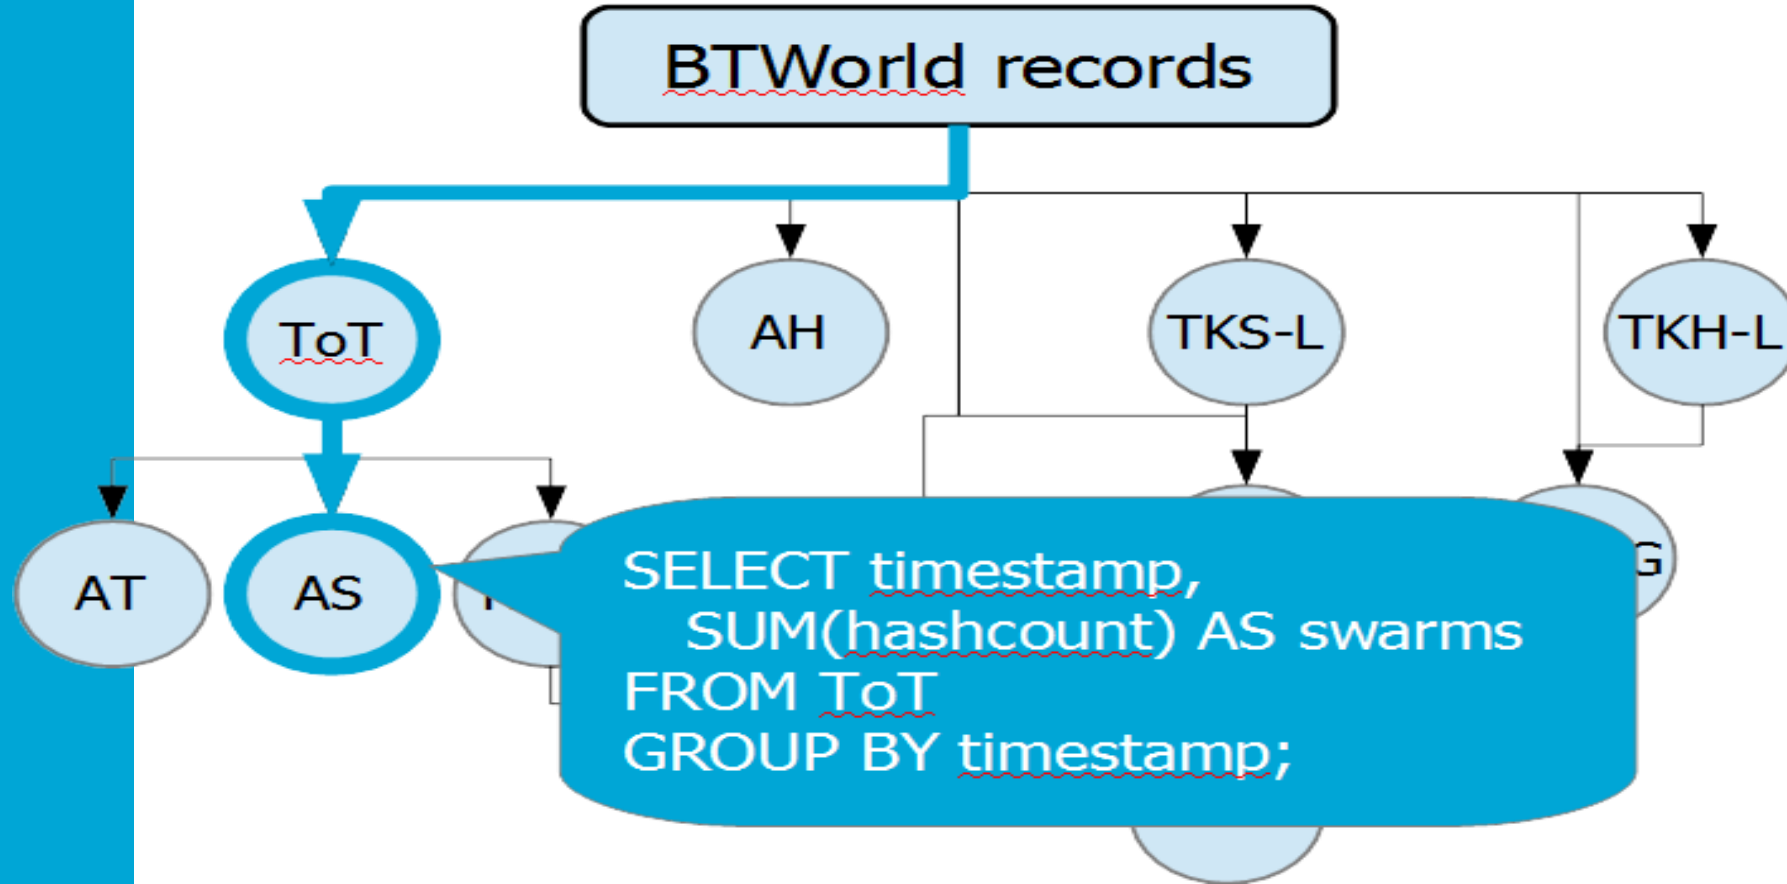 BTWorld records
ToT
AH
TKS-L
TKH-L
AT
AS
G
SELECT timestamp,
SUM(hashcount) AS swarms
FROM ToT
GROUP BY timestamp;